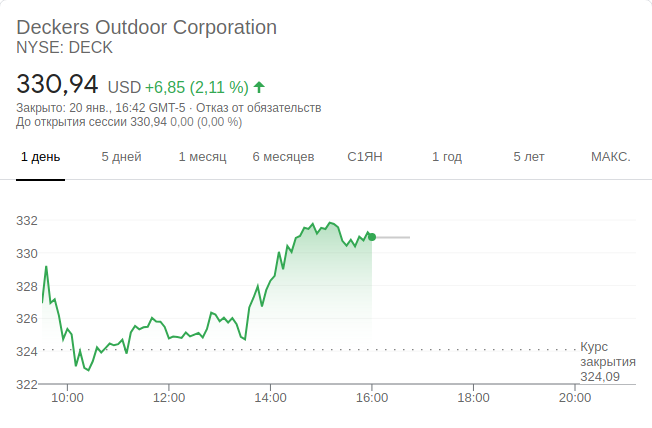 Deckers Outdoor Corporation
NYSE: DECK
330,94 USD +6,85 (2,11 %)
Закрыто: 20 янв., 16:42 GMT-5 · Отказ от обязательств
До открытия сессии 330,94 0,00 (0,00 %)
1 день 5 дней 1 месяц 6 месяцев С1ЯН 1 год 5 лет МАКС.
332
330
328
326
324
322
Курс
закрытия
324,09
10:00 12:00 14:00 16:00 18:00 20:00